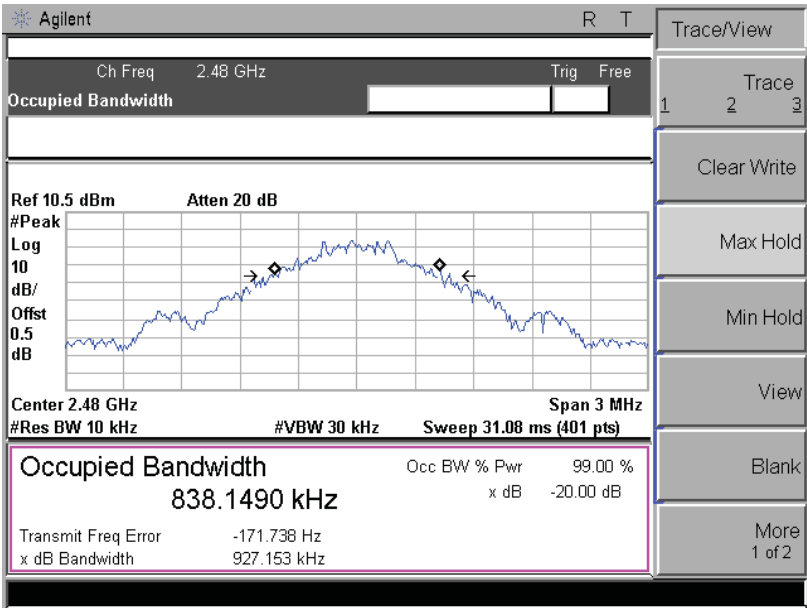 Agilent R T
Trace/View
Ch Freq 2.48 GHz Trig Free
Occupied Bandwidth
Trace
1 2 3
Clear Write
Max Hold
Min Hold
View
Blank
More
1 of 2
Ref 10.5 dBm Atten 20 dB
#Peak
Log
10
dB/
Offst
0.5
dB
Center 2.48 GHz Span 3 MHz
#Res BW 10 kHz #VBW 30 kHz Sweep 31.08 ms (401 pts)
Occupied Bandwidth Occ BW % Pwr 99.00 %
838.1490 kHz x dB -20.00 dB
Transmit Freq Error -171.738 Hz
x dB Bandwidth 927.153 kHz